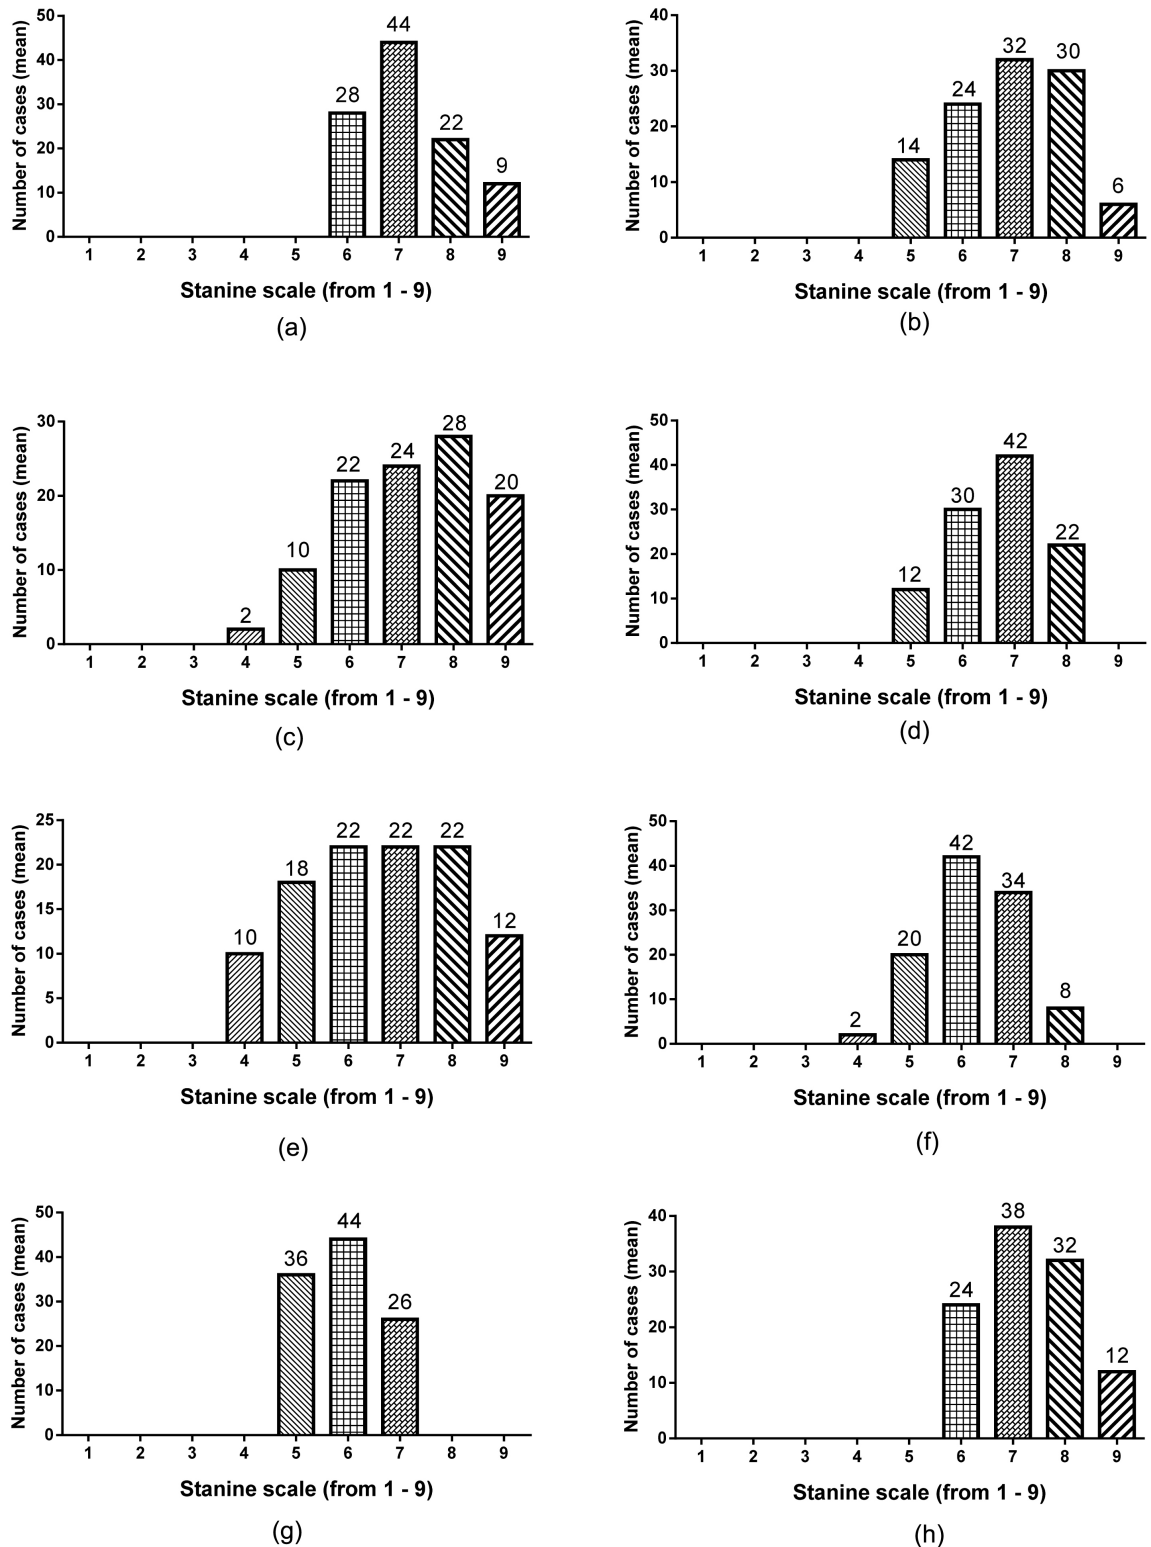 50
40
30
20
10
0
28
44
22
9
1 2 3 4 5 6 7 8 9
Number of cases (mean)
Stanine scale (from 1 - 9)
(a)
40
30
20
10
0
14
24
32
30
6
1 2 3 4 5 6 7 8 9
Number of cases (mean)
Stanine scale (from 1 - 9)
(b)
30
20
10
0
2
10
22
24
28
20
1 2 3 4 5 6 7 8 9
Number of cases (mean)
Stanine scale (from 1 - 9)
(c)
50
40
30
20
10
0
12
30
42
22
1 2 3 4 5 6 7 8 9
Number of cases (mean)
Stanine scale (from 1 - 9)
(d)
25
20
15
10
5
0
10
18
22
22
22
12
1 2 3 4 5 6 7 8 9
Number of cases (mean)
Stanine scale (from 1 - 9)
(e)
50
40
30
20
10
0
2
20
42
34
8
1 2 3 4 5 6 7 8 9
Number of cases (mean)
Stanine scale (from 1 - 9)
(f)
50
40
30
20
10
0
36
44
26
1 2 3 4 5 6 7 8 9
Number of cases (mean)
Stanine scale (from 1 - 9)
(g)
40
30
20
10
0
24
38
32
12
1 2 3 4 5 6 7 8 9
Number of cases (mean)
Stanine scale (from 1 - 9)
(h)